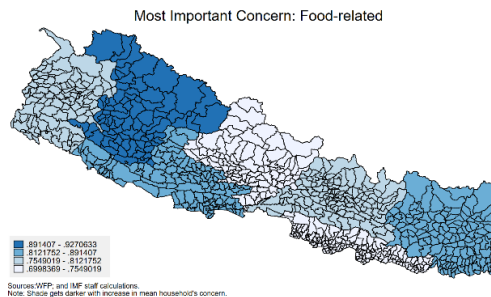 Most Important Concern: Food-related
.891407 - .9270633
.8121752 - .891407
.7549019 - .8121752
.6998369 - .7549019
Sources:WFP; and IMF staff calculations.
Note: Shade gets darker with increase in mean household's concern.